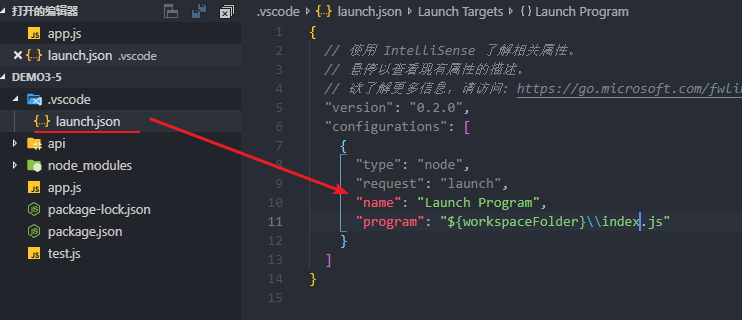 打开的编辑器
app.js
launch.json .vscode
DEMO3-5
.vscode
launch.json
api
node_modules
app.js
package-lock.json
package.json
test.js
.vscode › launch.json › Launch Targets › {} Launch Program
1 {
2 // 使用 IntelliSense 了解相关属性。
3 // 悬停以查看现有属性的描述。
4 // 欲了解更多信息，请访问: https://go.microsoft.com/fwli
5 "version": "0.2.0",
6 "configurations": [
7 {
8 "type": "node",
9 "request": "launch",
10 "name": "Launch Program",
11 "program": "${workspaceFolder}\\index.js"
12 }
13 ]
14 }